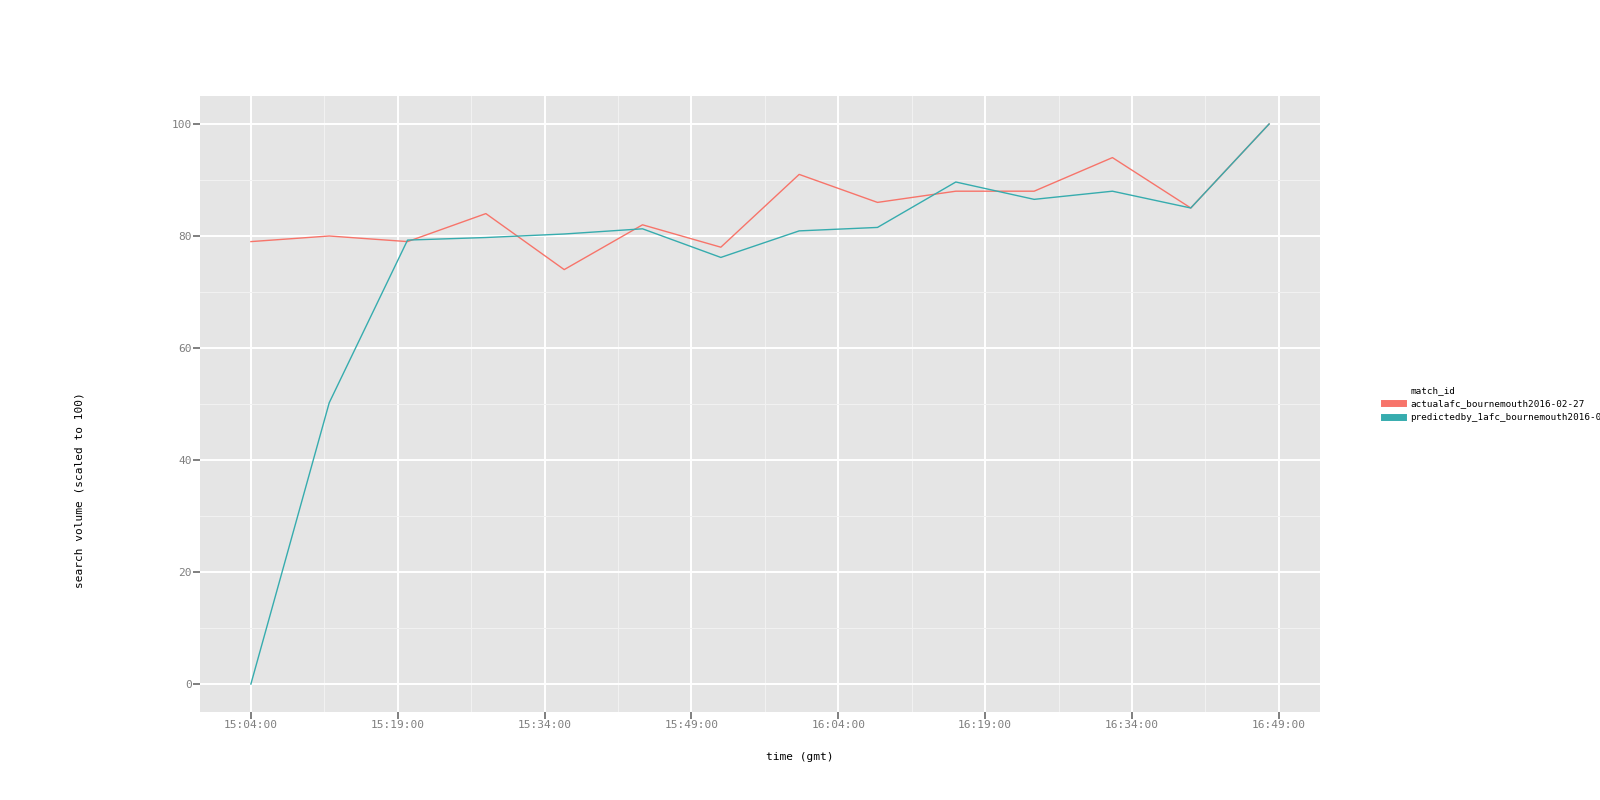 100
80
60
40
20
0
search volume (scaled to 100)
15:04:00
15:19:00
15:34:00
15:49:00
16:04:00
16:19:00
16:34:00
16:49:00
time (gmt)
match_id
actualafc_bournemouth2016-02-27
predictedby_1afc_bournemouth2016-0